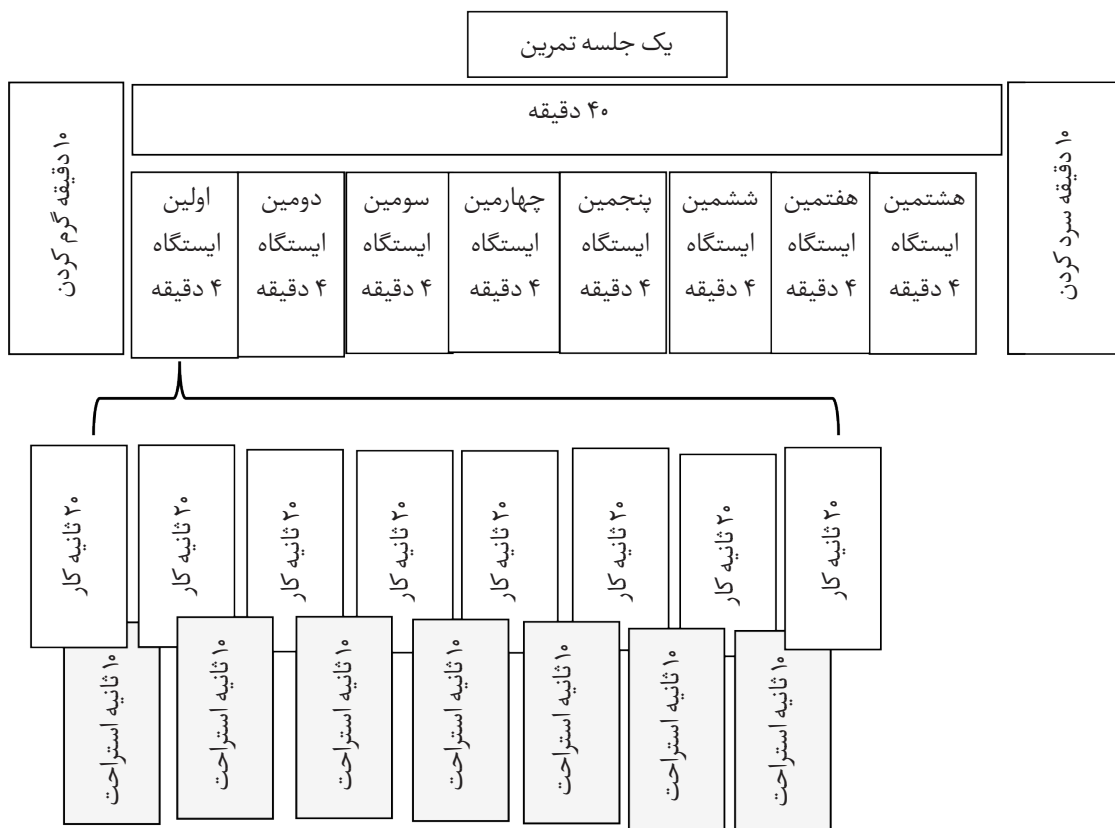 یک جلسه تمرین
۴۰ دقیقه
۱۰ دقیقه گرم کردن
اولین
ایستگاه
۴ دقیقه
دومین
ایستگاه
۴ دقیقه
سومین
ایستگاه
۴ دقیقه
چهارمین
ایستگاه
۴ دقیقه
پنجمین
ایستگاه
۴ دقیقه
ششمین
ایستگاه
۴ دقیقه
هفتمین
ایستگاه
۴ دقیقه
هشتمین
ایستگاه
۴ دقیقه
۱۰ دقیقه سرد کردن
۲۰ ثانیه کار
۲۰ ثانیه کار
۲۰ ثانیه کار
۲۰ ثانیه کار
۲۰ ثانیه کار
۲۰ ثانیه کار
۲۰ ثانیه کار
۲۰ ثانیه کار
۱۰ ثانیه استراحت
۱۰ ثانیه استراحت
۱۰ ثانیه استراحت
۱۰ ثانیه استراحت
۱۰ ثانیه استراحت
۱۰ ثانیه استراحت
۱۰ ثانیه استراحت